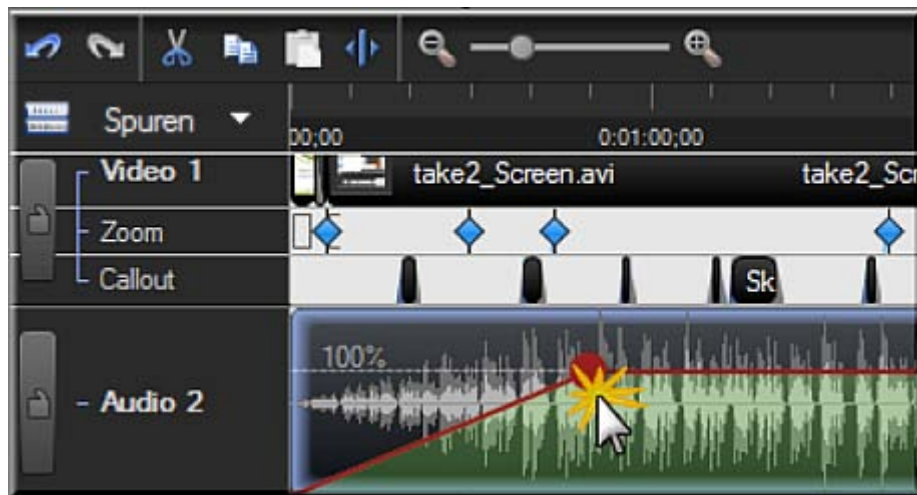 Spuren
00;00 0:01:00;00
Video 1 take2_Screen.avi take2_Scr
Zoom
Callout Sk
100%
Audio 2